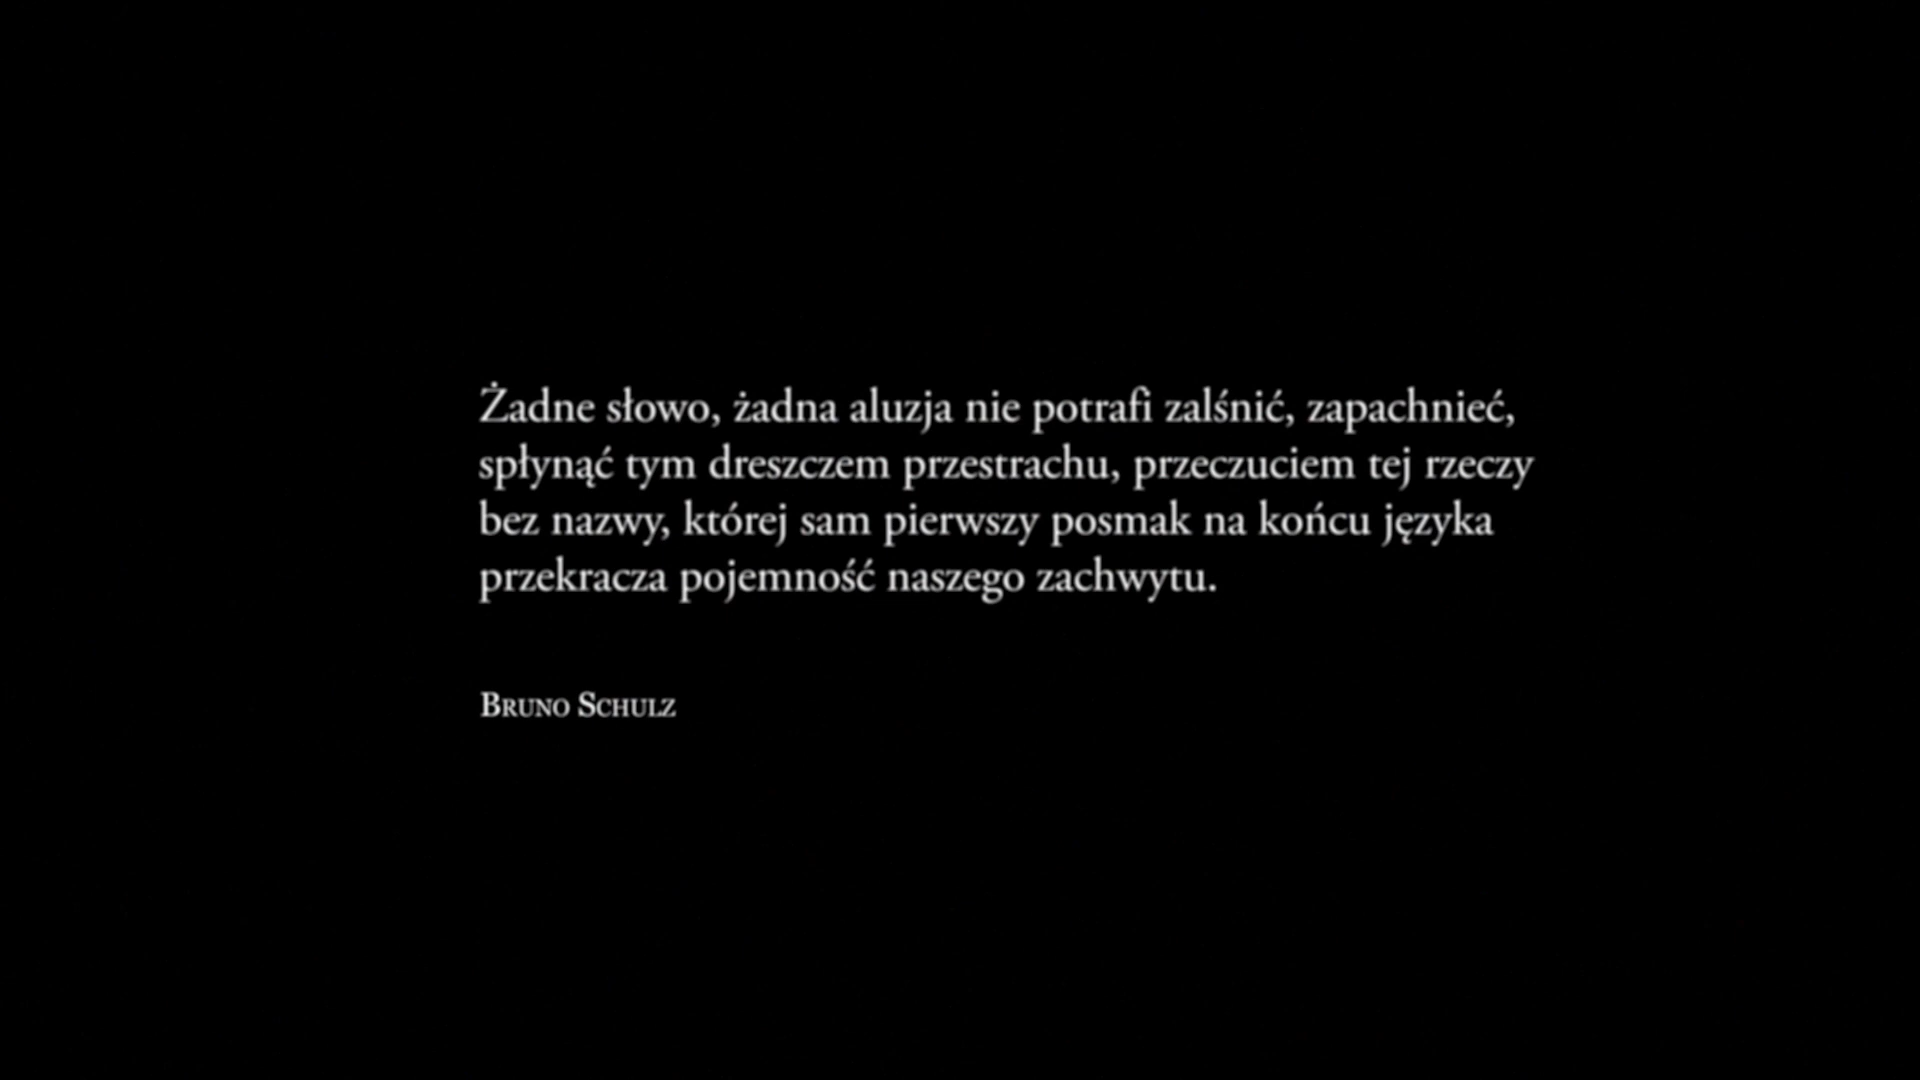 Żadne słowo, żadna aluzja nie potrafi zalśnić, zapachnieć,
spłynąć tym dreszczem przestrachu, przeczuciem tej rzeczy
bez nazwy, której sam pierwszy posmak na końcu języka
przekracza pojemność naszego zachwytu.
Bruno Schulz